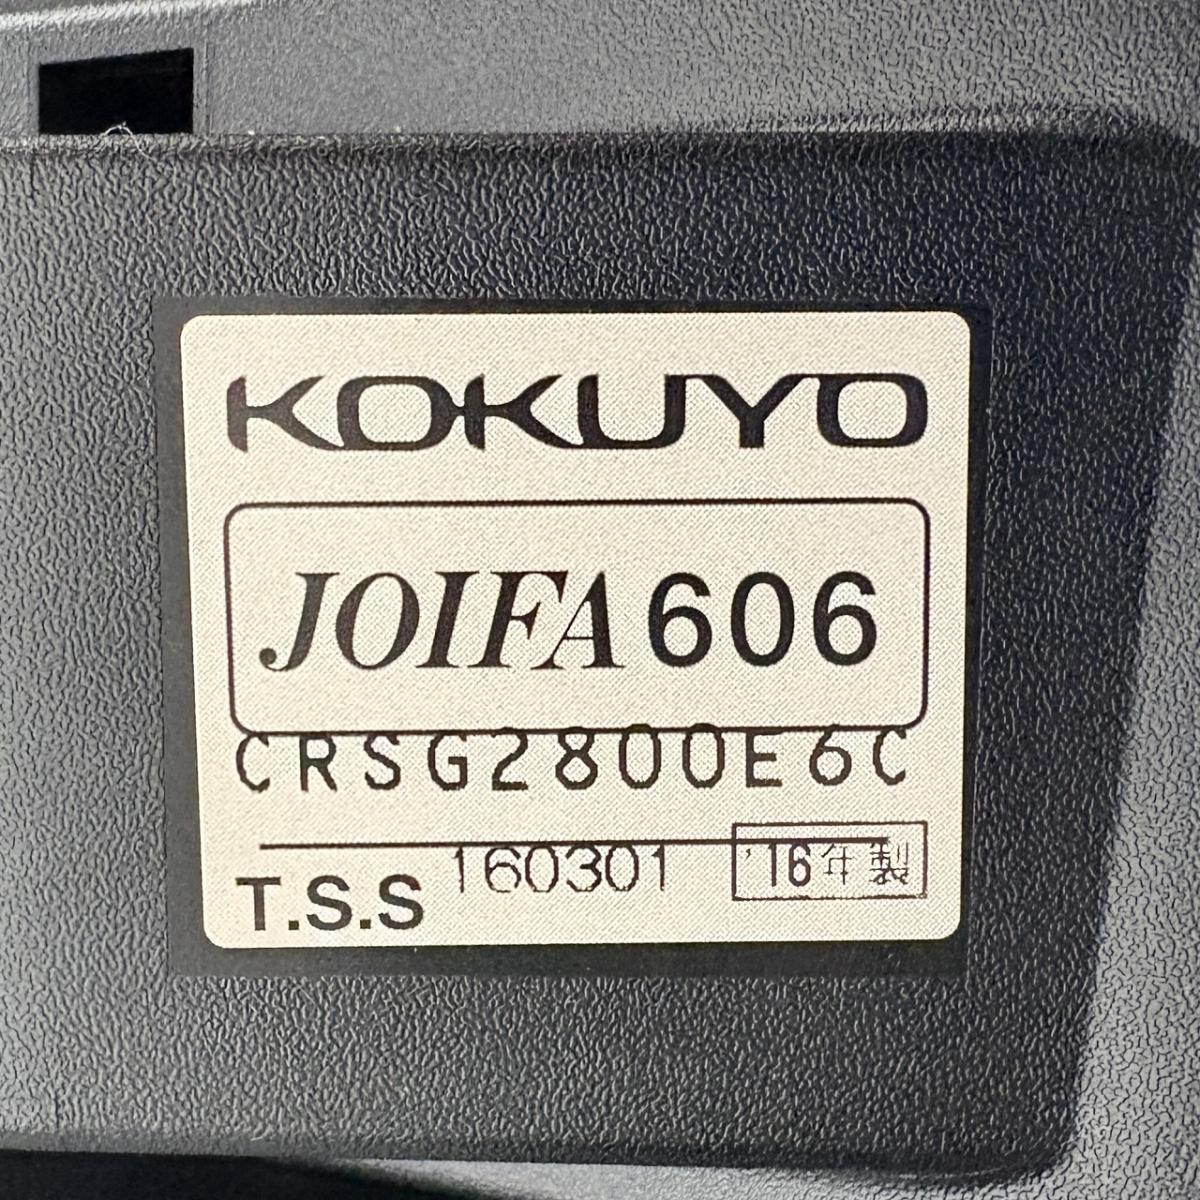 KOKUYO
JOIFA 606
CRSG2800E6C
T.S.S 160301 '16年製